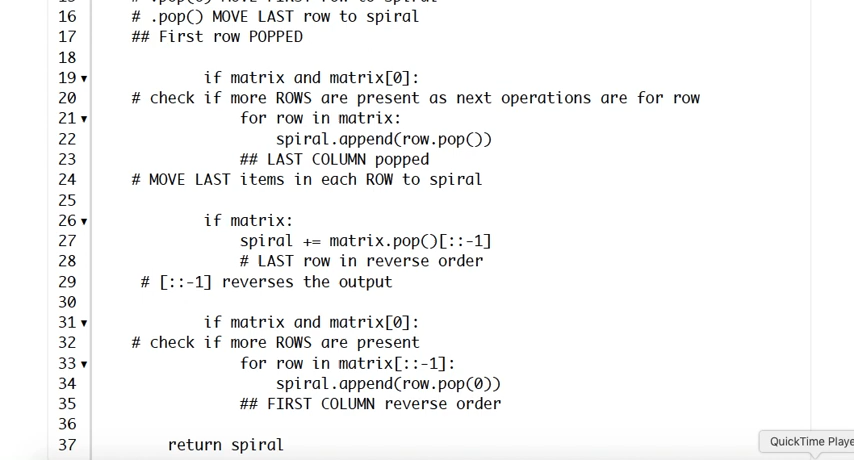 16 # .pop() MOVE LAST row to spiral
17 ## First row POPPED
18
19 if matrix and matrix[0]:
20 # check if more ROWS are present as next operations are for row
21 for row in matrix:
22 spiral.append(row.pop())
23 ## LAST COLUMN popped
24 # MOVE LAST items in each ROW to spiral
25
26 if matrix:
27 spiral += matrix.pop()[::-1]
28 # LAST row in reverse order
29 # [::-1] reverses the output
30
31 if matrix and matrix[0]:
32 # check if more ROWS are present
33 for row in matrix[::-1]:
34 spiral.append(row.pop(0))
35 ## FIRST COLUMN reverse order
36
37 return spiral
QuickTime Playe